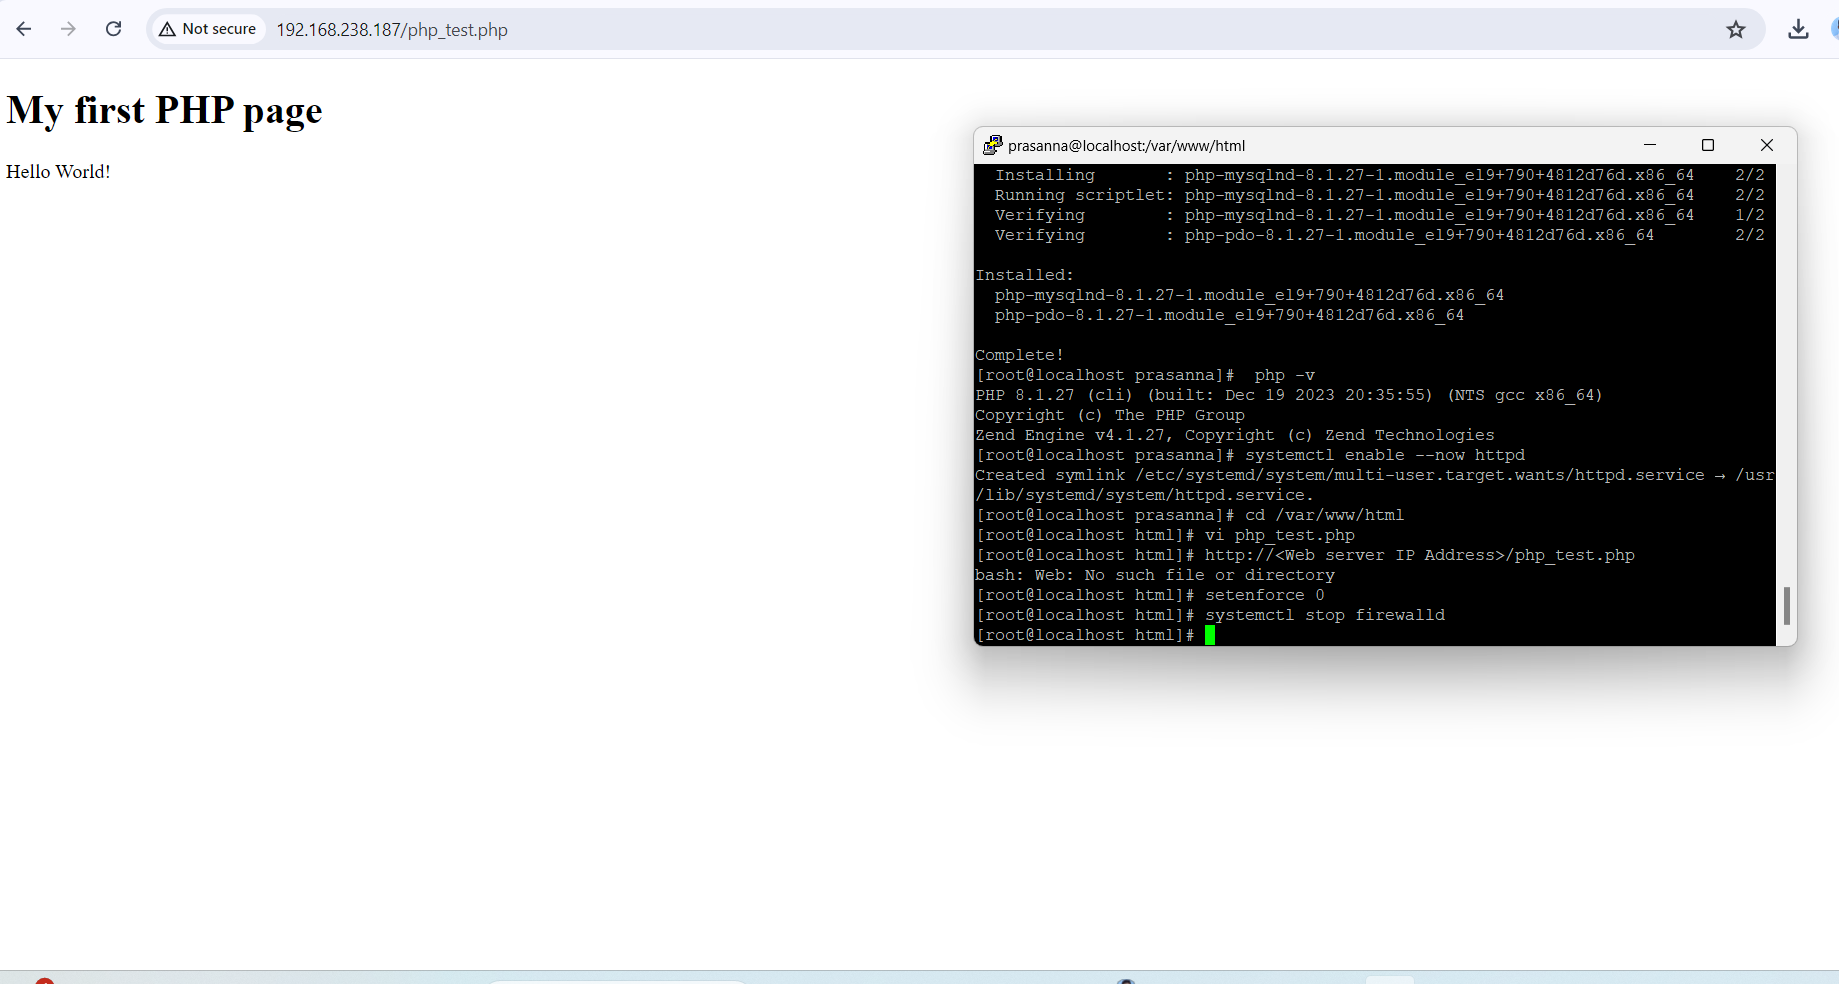 Not secure 192.168.238.187/php_test.php
My first PHP page
Hello World!
prasanna@localhost:/var/www/html
Installing : php-mysqlnd-8.1.27-1.module_el9+790+4812d76d.x86_64 2/2
Running scriptlet: php-mysqlnd-8.1.27-1.module_el9+790+4812d76d.x86_64 2/2
Verifying : php-mysqlnd-8.1.27-1.module_el9+790+4812d76d.x86_64 1/2
Verifying : php-pdo-8.1.27-1.module_el9+790+4812d76d.x86_64 2/2
Installed:
php-mysqlnd-8.1.27-1.module_el9+790+4812d76d.x86_64
php-pdo-8.1.27-1.module_el9+790+4812d76d.x86_64
Complete!
[root@localhost prasanna]#  php -v
PHP 8.1.27 (cli) (built: Dec 19 2023 20:35:55) (NTS gcc x86_64)
Copyright (c) The PHP Group
Zend Engine v4.1.27, Copyright (c) Zend Technologies
[root@localhost prasanna]# systemctl enable --now httpd
Created symlink /etc/systemd/system/multi-user.target.wants/httpd.service → /usr
/lib/systemd/system/httpd.service.
[root@localhost prasanna]# cd /var/www/html
[root@localhost html]# vi php_test.php
[root@localhost html]# http://<Web server IP Address>/php_test.php
bash: Web: No such file or directory
[root@localhost html]# setenforce 0
[root@localhost html]# systemctl stop firewalld
[root@localhost html]#